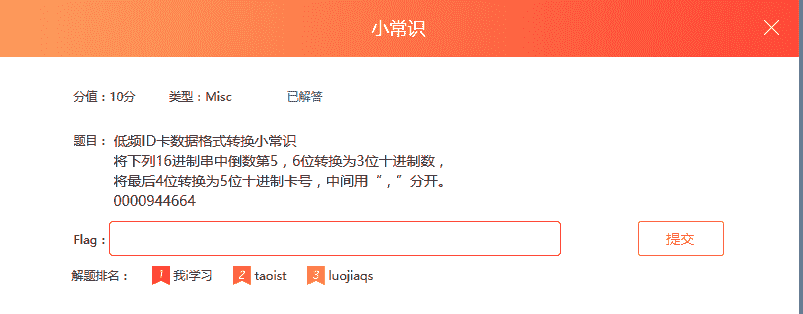 小常识
分值：10分 类型：Misc 已解答
题目： 低频ID卡数据格式转换小常识
将下列16进制串中倒数第5，6位转换为3位十进制数，
将最后4位转换为5位十进制卡号，中间用“，”分开。
0000944664
Flag： 提交
解题排名： 1 我i学习 2 taoist 3 luojiaqs